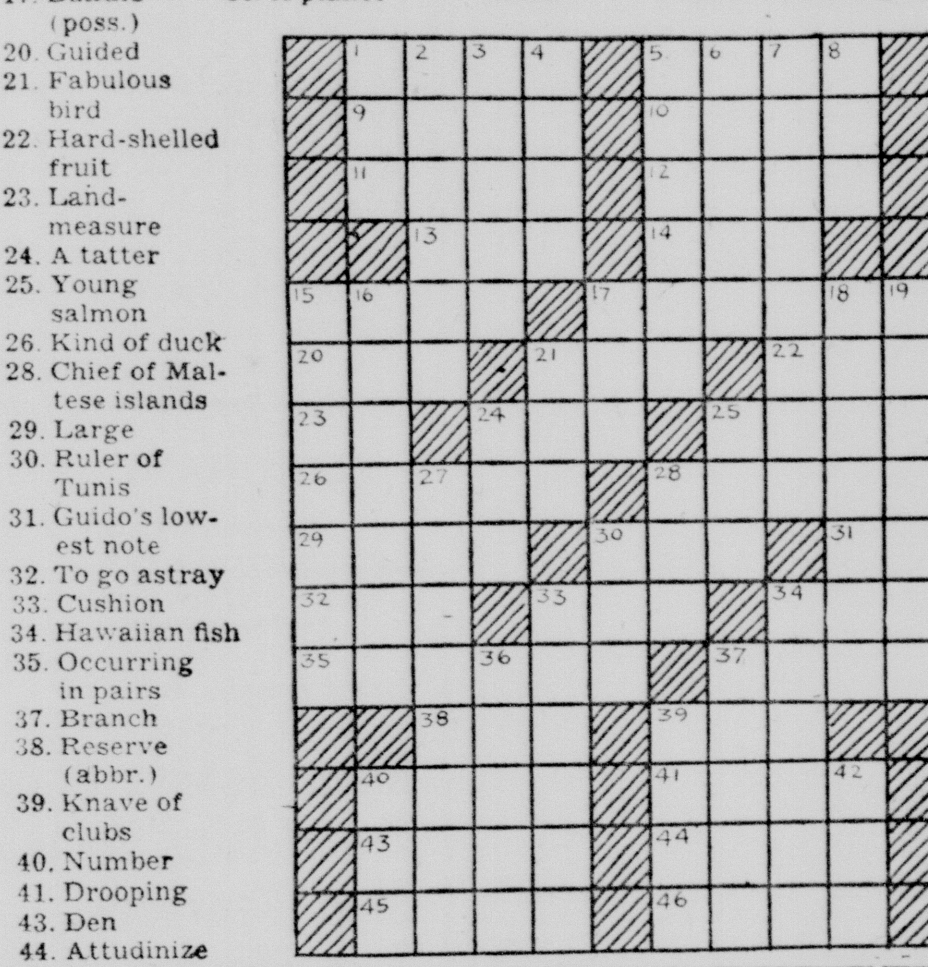 (poss.)
20. Guided
21. Fabulous
bird
22. Hard-shelled
fruit
23. Land-
measure
24. A tatter
25. Young
salmon
26. Kind of duck
28. Chief of Mal-
tese islands
29. Large
30. Ruler of
Tunis
31. Guido's low-
est note
32. To go astray
33. Cushion
34. Hawaiian fish
35. Occurring
in pairs
37. Branch
38. Reserve
(abbr.)
39. Knave of
clubs
40. Number
41. Drooping
43. Den
44. Attudinize
1 2 3 4 5 6 7 8
9 10
11 12
13 14
15 16 17 18 19
20 21 22
23 24 25
26 27 28
29 30 31
32 33 34
35 36 37
38 39
40 41 42
43 44
45 46